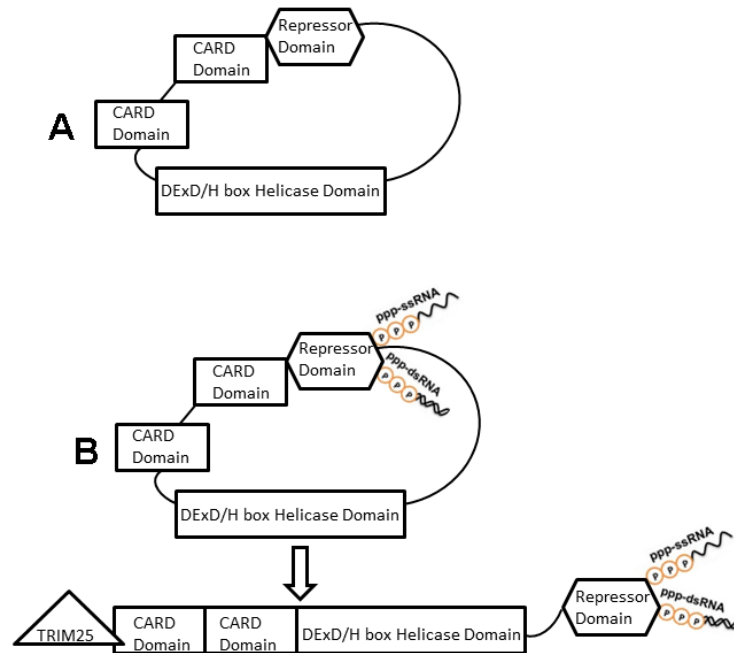 Repressor
Domain
CARD
Domain
A
CARD
Domain
DExD/H box Helicase Domain
ppp-ssRNA
P P P
Repressor
Domain
ppp-dsRNA
P P P
CARD
Domain
B
CARD
Domain
DExD/H box Helicase Domain
ppp-ssRNA
P P P
Repressor
Domain
ppp-dsRNA
P P P
TRIM25
CARD
Domain
CARD
Domain
DExD/H box Helicase Domain